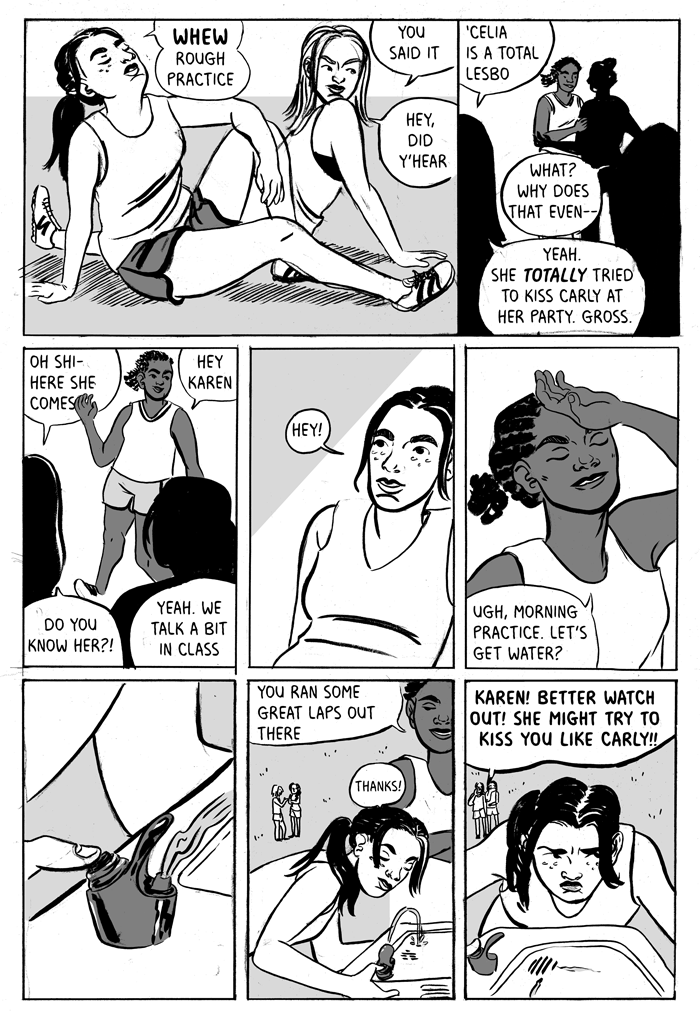 WHEW
ROUGH
PRACTICE
YOU
SAID IT
HEY,
DID
Y'HEAR
'CELIA
IS A TOTAL
LESBO
WHAT?
WHY DOES
THAT EVEN--
YEAH.
SHE TOTALLY TRIED
TO KISS CARLY AT
HER PARTY. GROSS.
OH SHI-
HERE SHE
COMES
HEY
KAREN
DO YOU
KNOW HER?!
YEAH. WE
TALK A BIT
IN CLASS
HEY!
UGH, MORNING
PRACTICE. LET'S
GET WATER?
YOU RAN SOME
GREAT LAPS OUT
THERE
THANKS!
KAREN! BETTER WATCH
OUT! SHE MIGHT TRY TO
KISS YOU LIKE CARLY!!